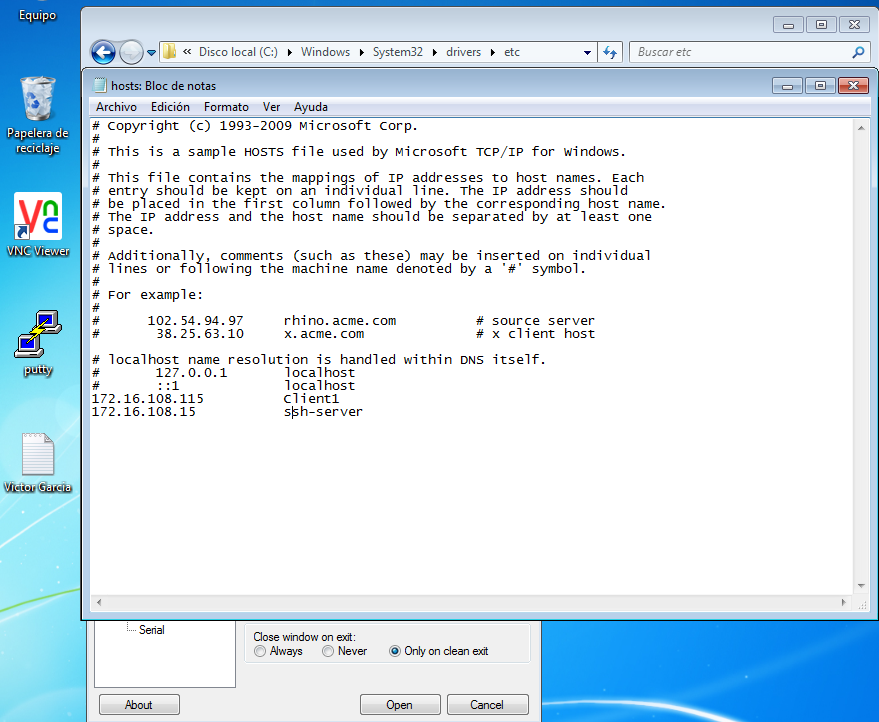 Equipo
Papelera de
reciclaje
VNC Viewer
putty
Victor Garcia
« Disco local (C:) Windows System32 drivers etc
Buscar etc
hosts: Bloc de notas
Archivo Edición Formato Ver Ayuda
# Copyright (c) 1993-2009 Microsoft Corp.
#
# This is a sample HOSTS file used by Microsoft TCP/IP for Windows.
#
# This file contains the mappings of IP addresses to host names. Each
# entry should be kept on an individual line. The IP address should
# be placed in the first column followed by the corresponding host name.
# The IP address and the host name should be separated by at least one
# space.
#
# Additionally, comments (such as these) may be inserted on individual
# lines or following the machine name denoted by a '#' symbol.
#
# For example:
#
# 102.54.94.97 rhino.acme.com # source server
# 38.25.63.10 x.acme.com # x client host
# localhost name resolution is handled within DNS itself.
# 127.0.0.1 localhost
# ::1 localhost
172.16.108.115 Client1
172.16.108.15 ssh-server
Serial
Close window on exit:
Always Never Only on clean exit
About Open Cancel